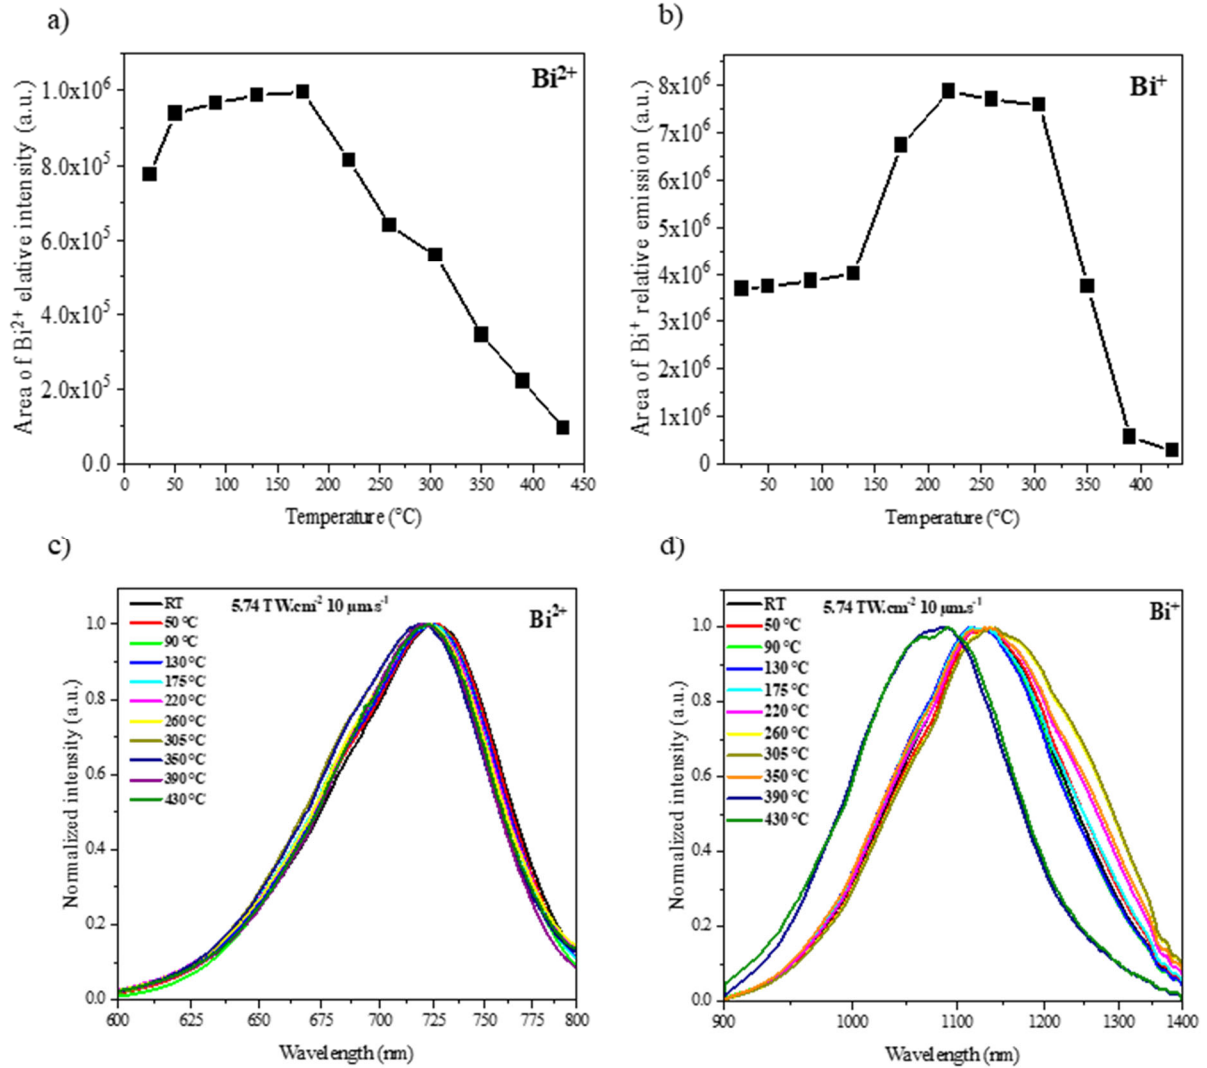 a)
Bi2+
Area of Bi2+ elative intensity (a.u.)
1.0x10^6
8.0x10^5
6.0x10^5
4.0x10^5
2.0x10^5
0.0
0 50 100 150 200 250 300 350 400 450
Temperature (°C)
b)
Bi+
Area of Bi+ relative emission (a.u.)
8x10^6
7x10^6
6x10^6
5x10^6
4x10^6
3x10^6
2x10^6
1x10^6
0
50 100 150 200 250 300 350 400
Temperature (°C)
c)
RT
50 °C
90 °C
130 °C
175 °C
220 °C
260 °C
305 °C
350 °C
390 °C
430 °C
5.74 TW.cm-2 10 µm.s-1
Bi2+
Normalized intensity (a.u.)
1.0
0.8
0.6
0.4
0.2
0.0
600 625 650 675 700 725 750 775 800
Wavelength (nm)
d)
RT
50 °C
90 °C
130 °C
175 °C
220 °C
260 °C
305 °C
350 °C
390 °C
430 °C
5.74 TW.cm-2 10 µm.s-1
Bi+
Normalized intensity (a.u.)
1.0
0.8
0.6
0.4
0.2
0.0
900 1000 1100 1200 1300 1400
Wavelength (nm)